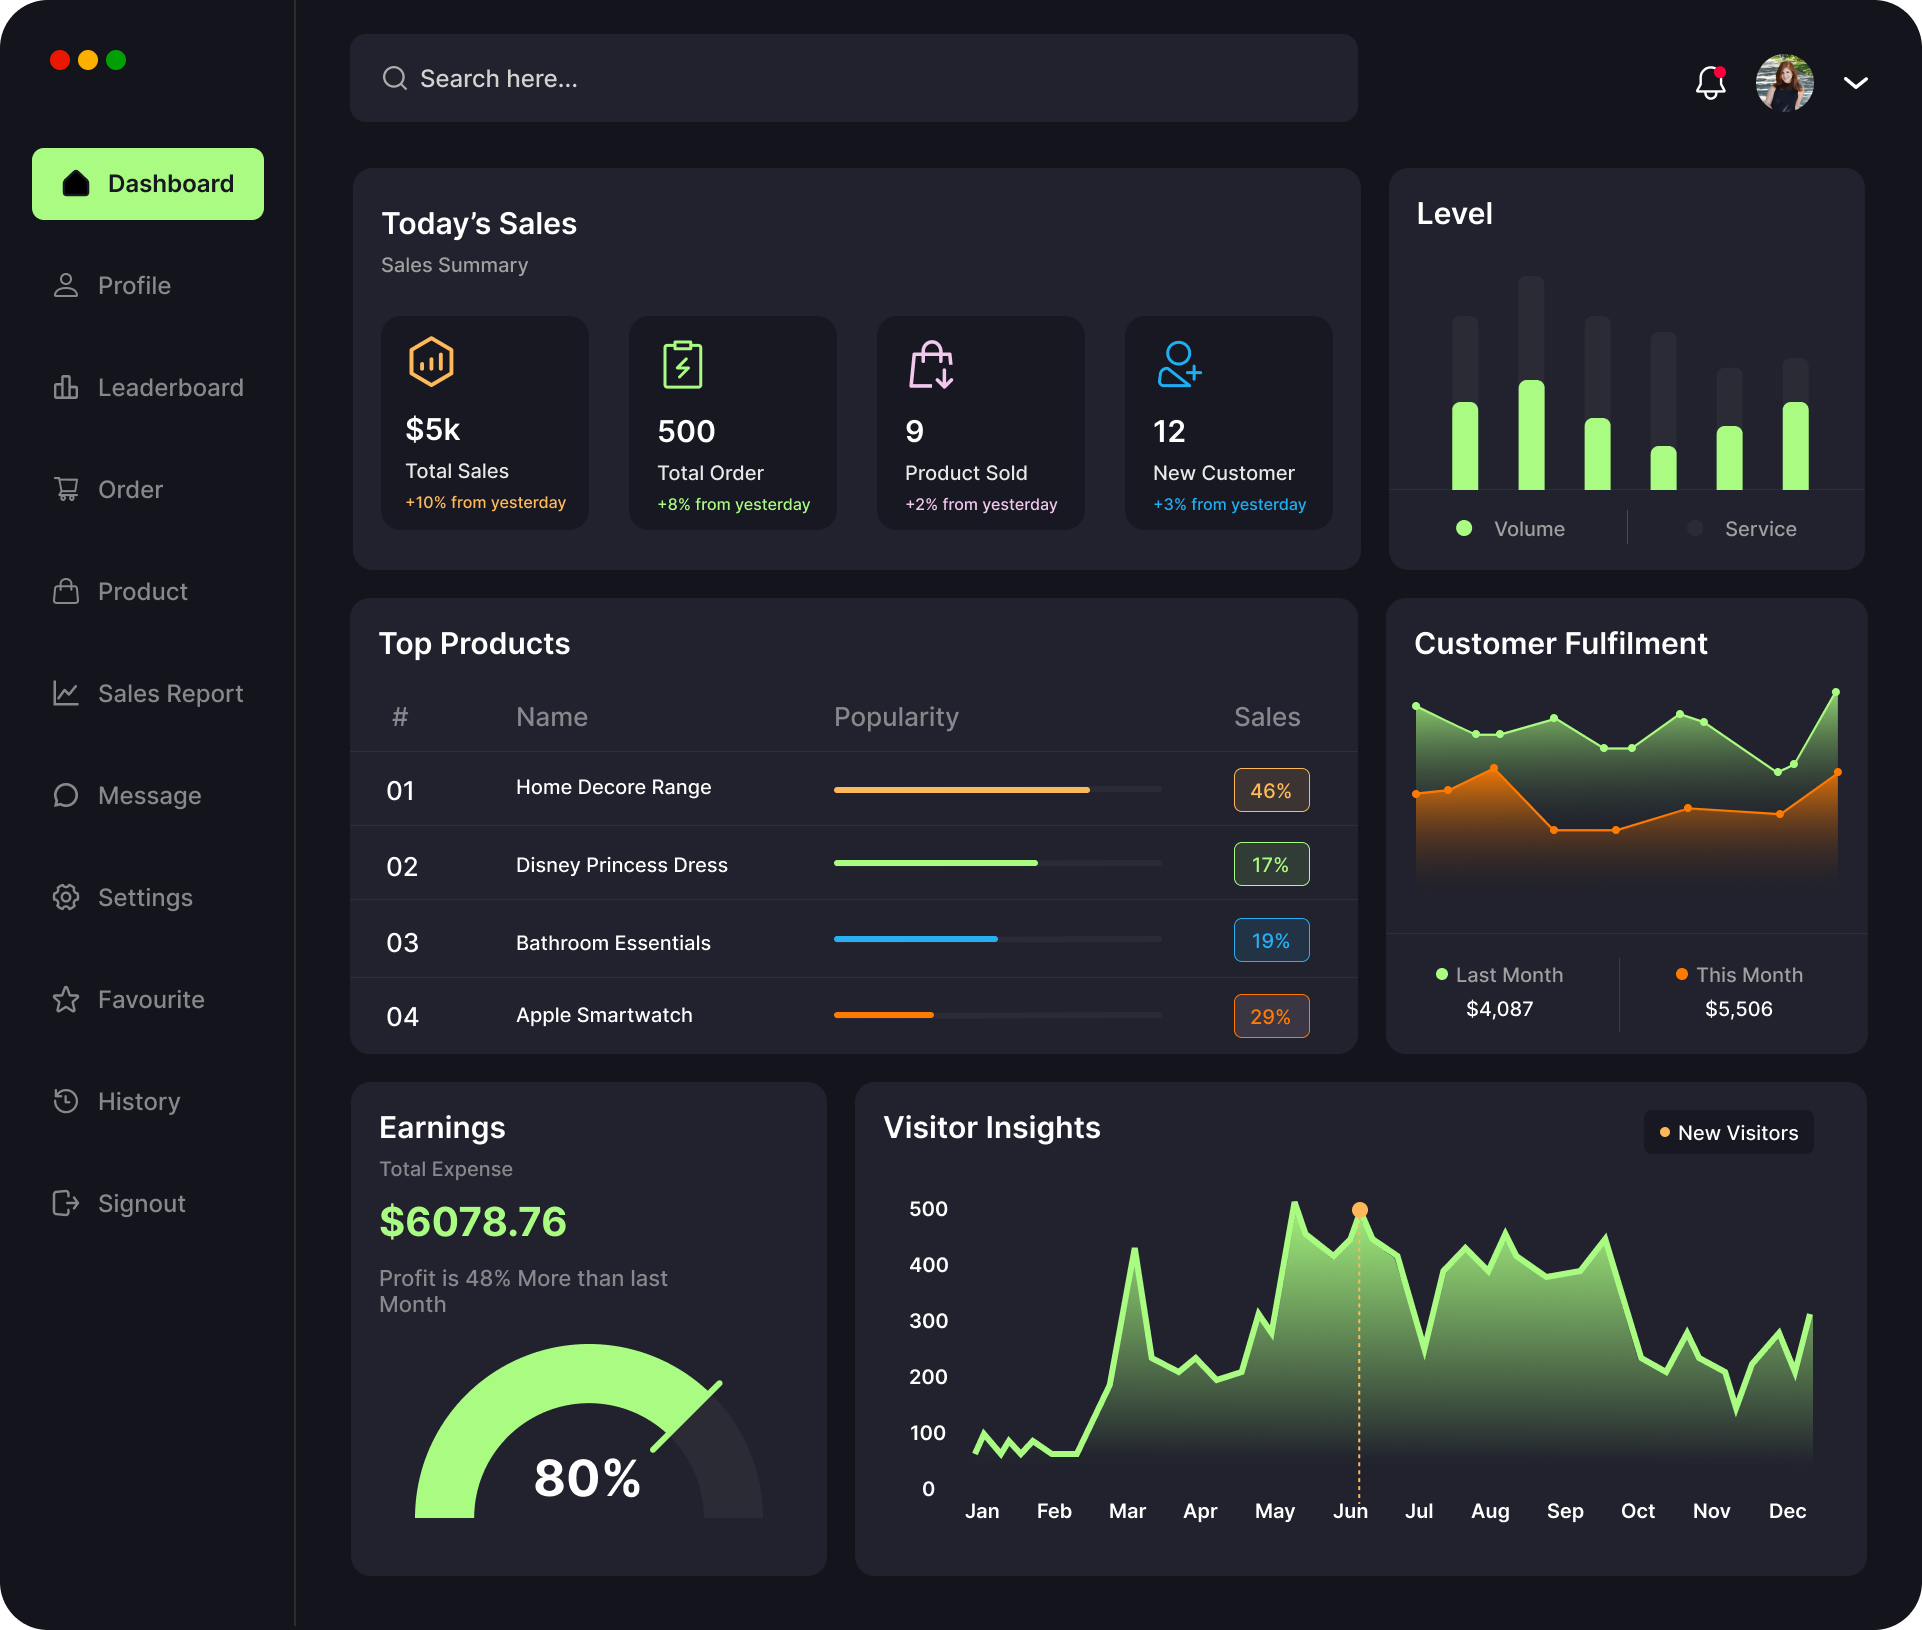 Search here...
Dashboard
Profile
Leaderboard
Order
Product
Sales Report
Message
Settings
Favourite
History
Signout
Today’s Sales
Sales Summary
$5k
Total Sales
+10% from yesterday
500
Total Order
+8% from yesterday
9
Product Sold
+2% from yesterday
12
New Customer
+3% from yesterday
Level
Volume
Service
Top Products
# Name Popularity Sales
01 Home Decore Range 46%
02 Disney Princess Dress 17%
03 Bathroom Essentials 19%
04 Apple Smartwatch 29%
Customer Fulfilment
Last Month
$4,087
This Month
$5,506
Earnings
Total Expense
$6078.76
Profit is 48% More than last
Month
80%
Visitor Insights
New Visitors
500
400
300
200
100
0
Jan Feb Mar Apr May Jun Jul Aug Sep Oct Nov Dec